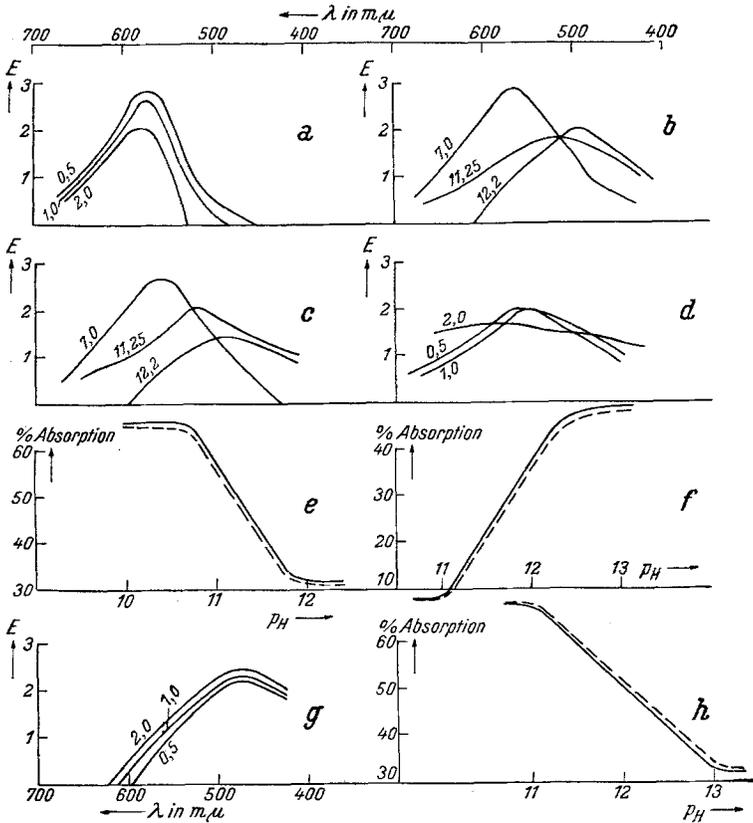 λ in mμ
700 600 500 400 700 600 500 400
E
3
2
1
0,5
1,0
2,0
a
E
3
2
1
7,0
11,25
12,2
b
E
3
2
1
7,0
11,25
12,2
c
E
3
2
1
2,0
0,5
1,0
d
% Absorption
60
50
40
30
10 11 12
pH
e
% Absorption
40
30
20
10
11 12 13 pH
f
E
3
2
1
2,0
1,0
0,5
g
700 600 500 400
λ in mμ
% Absorption
60
50
40
30
h
11 12 13
pH